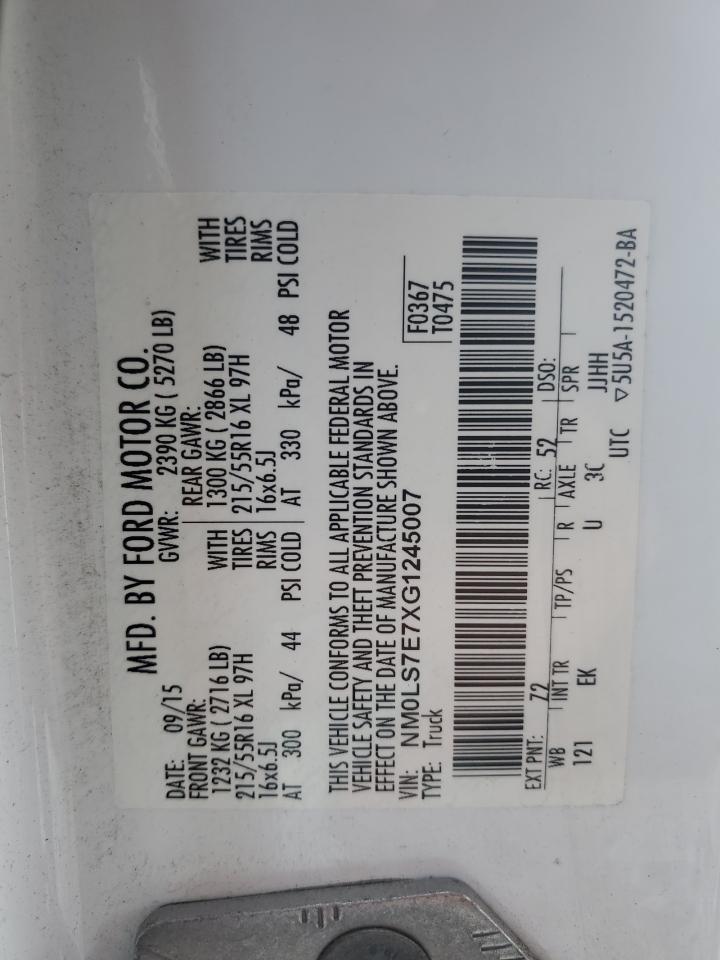 MFD. BY FORD MOTOR CO.
DATE: 09/15 GVWR: 2390 KG ( 5270 LB)
FRONT GAWR: REAR GAWR:
1232 KG ( 2716 LB) WITH 1300 KG ( 2866 LB) WITH
215/55R16 XL 97H TIRES 215/55R16 XL 97H TIRES
16x6.5J RIMS 16x6.5J RIMS
AT 300 kPa/ 44 PSI COLD AT 330 kPa/ 48 PSI COLD
THIS VEHICLE CONFORMS TO ALL APPLICABLE FEDERAL MOTOR
VEHICLE SAFETY AND THEFT PREVENTION STANDARDS IN
EFFECT ON THE DATE OF MANUFACTURE SHOWN ABOVE.
VIN: NM0LS7E7XG1245007 F0367
TYPE: Truck T0475
EXT PNT: Z2 RC: 52 DSO:
WB INT TR TP/PS R AXLE TR SPR
121 EK U 3C JJHH
UTC ▽5U5A-1520472-BA